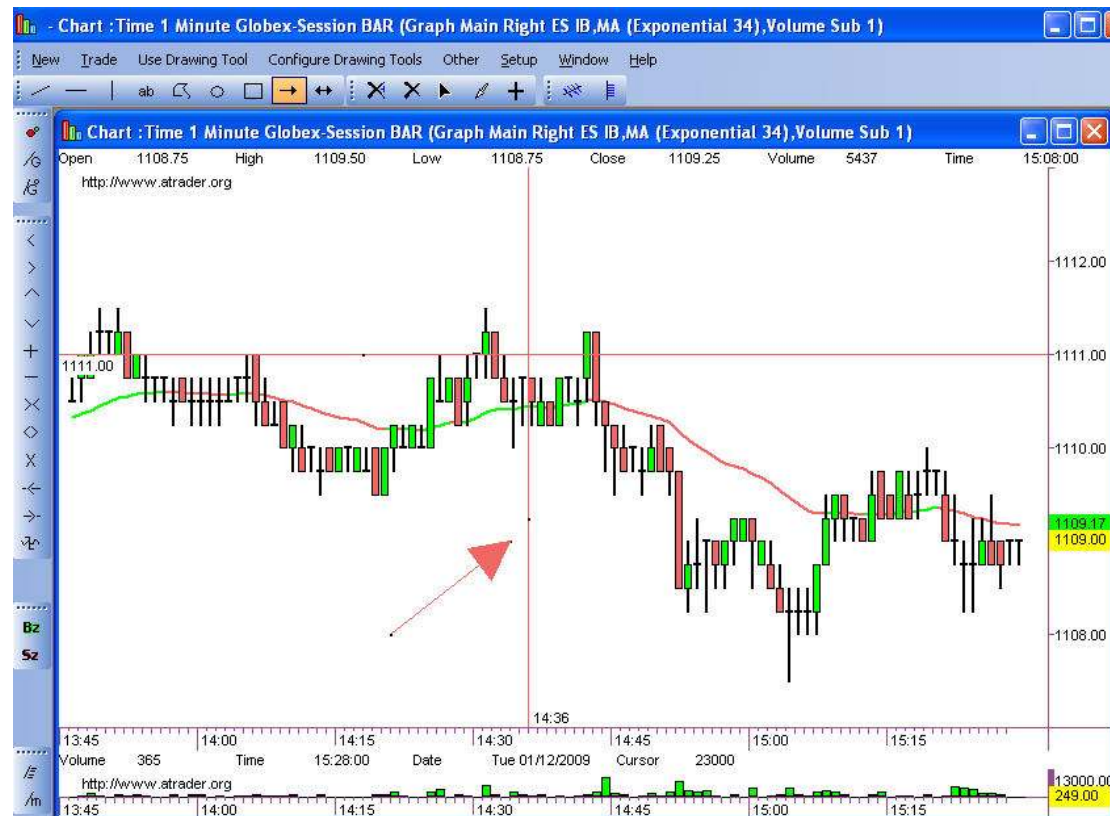 - Chart :Time 1 Minute Globex-Session BAR (Graph Main Right ES IB,MA (Exponential 34),Volume Sub 1)
New Trade Use Drawing Tool Configure Drawing Tools Other Setup Window Help
ab
Chart :Time 1 Minute Globex-Session BAR (Graph Main Right ES IB,MA (Exponential 34),Volume Sub 1)
Open 1108.75 High 1109.50 Low 1108.75 Close 1109.25 Volume 5437 Time 15:08:00
http://www.atrader.org
1112.00
1111.00
1111.00
1110.00
1109.17
1109.00
Bz
1108.00
Sz
14:36
13:45 14:00 14:15 14:30 14:45 15:00 15:15
Volume 365 Time 15:28:00 Date Tue 01/12/2009 Cursor 23000
http://www.atrader.org
13000.00
249.00
13:45 14:00 14:15 14:30 14:45 15:00 15:15